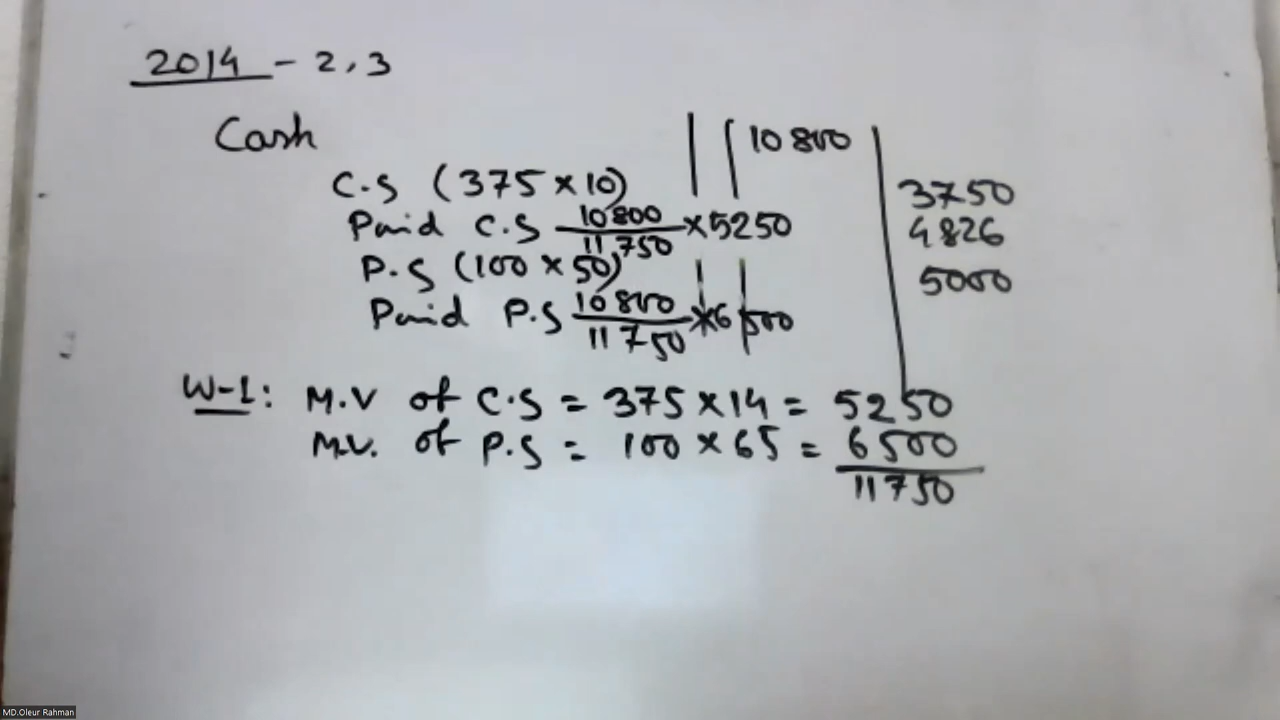 2014 - 2, 3
Cash 10800
C.S (375 × 10) 3750
Paid C.S 10800/11750 × 5250 4826
P.S (100 × 50) 5000
Paid P.S 10800/11750 × 6500
W-1: M.V of C.S = 375 × 14 = 5250
M.V. of P.S = 100 × 65 = 6500
11750
MD.Oleur Rahman